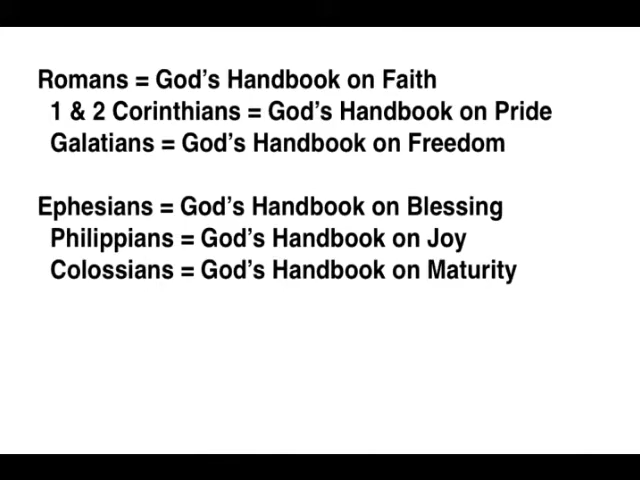 Romans = God's Handbook on Faith
1 & 2 Corinthians = God's Handbook on Pride
Galatians = God's Handbook on Freedom
Ephesians = God's Handbook on Blessing
Philippians = God's Handbook on Joy
Colossians = God's Handbook on Maturity